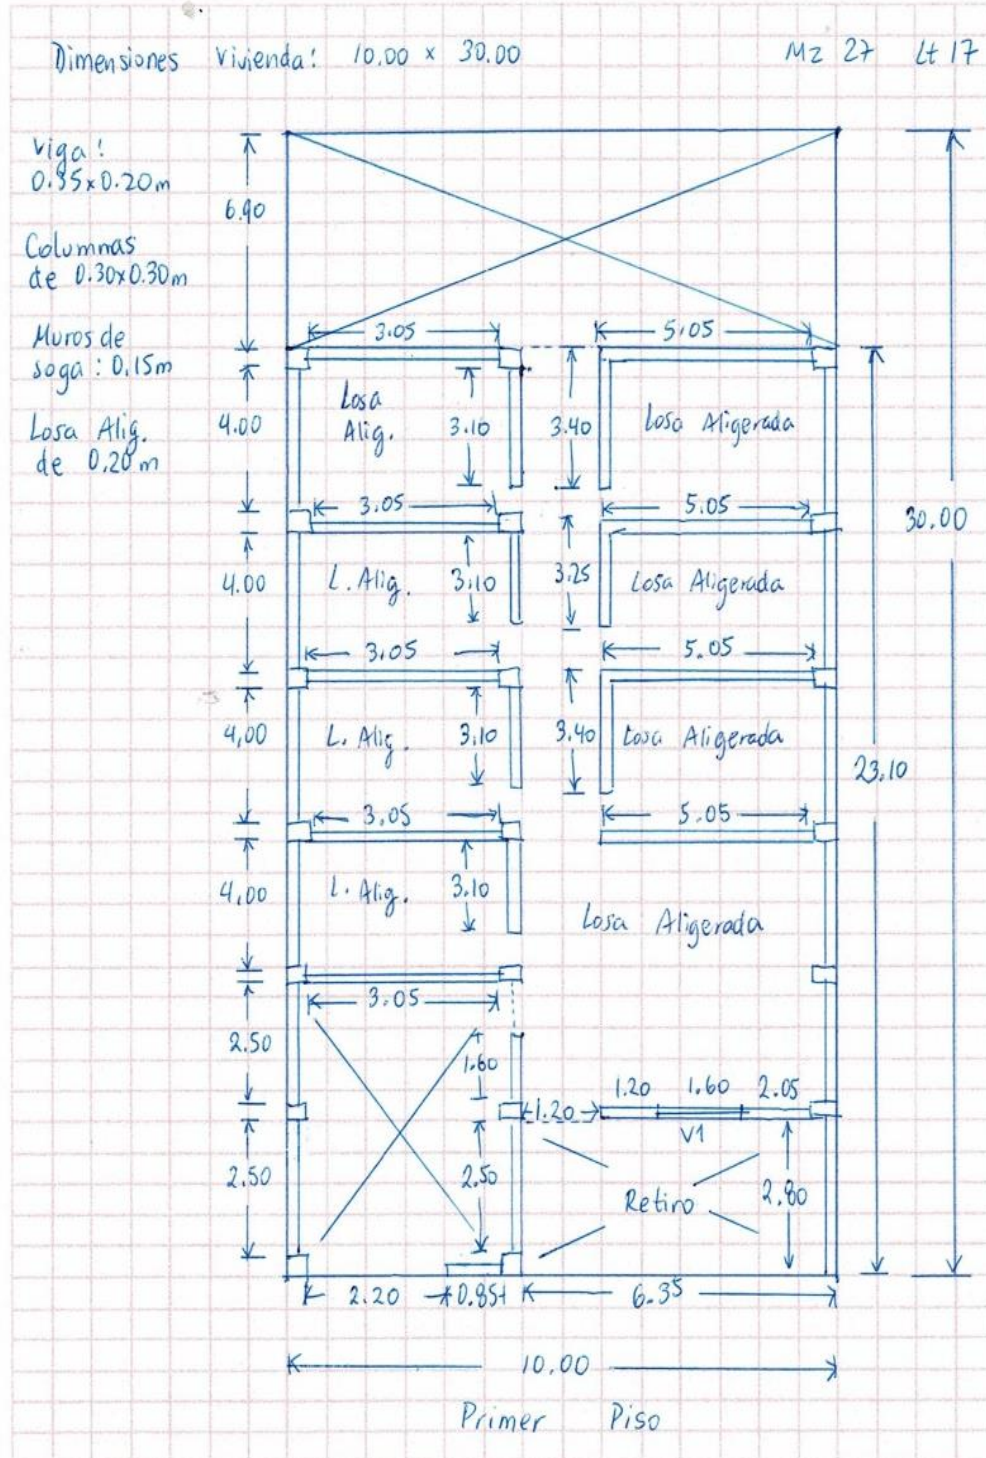 Dimensiones Vivienda: 10.00 x 30.00
Mz 27 Lt 17
Viga:
0.35x0.20m
Columnas
de 0.30x0.30m
Muros de
soga: 0.15m
Losa Alig.
de 0.20m
6.90
3.05
5.05
4.00
Losa
Alig.
3.10
3.40
Losa Aligerada
3.05
5.05
30.00
4.00
L. Alig.
3.10
3.25
Losa Aligerada
3.05
5.05
4,00
L. Alig.
3.10
3.40
Losa Aligerada
23.10
3.05
5.05
4,00
L. Alig.
3.10
Losa Aligerada
3.05
2.50
1.60
1.20
1.20
1.60
2.05
V1
2.50
2.50
Retiro
2.80
2.20
0.85
6.35
10.00
Primer Piso